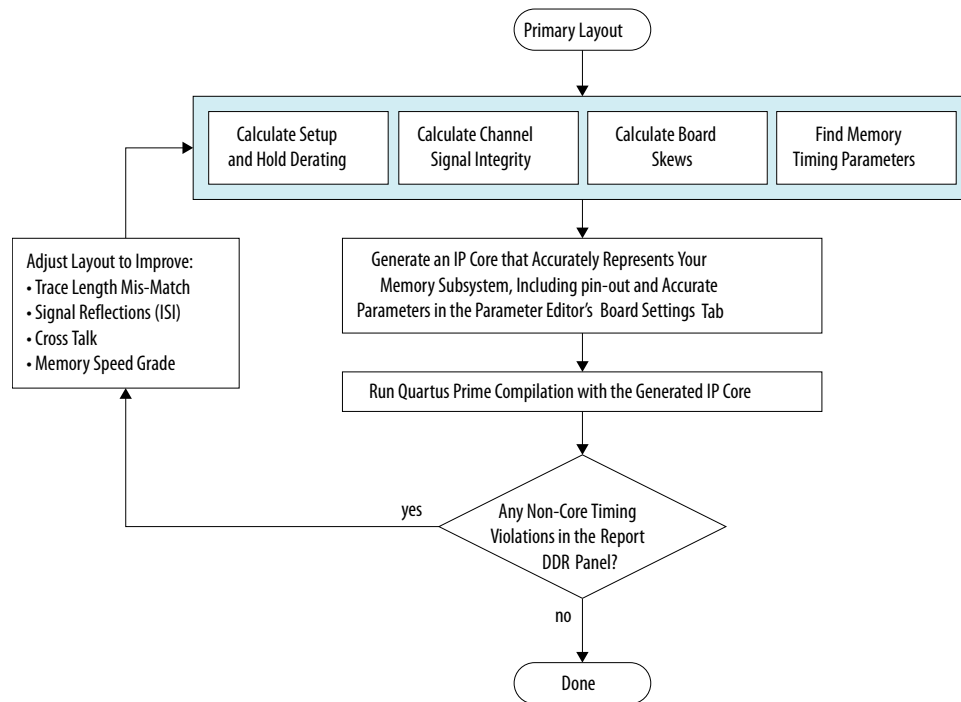 Primary Layout
Calculate Setup
and Hold Derating
Calculate Channel
Signal Integrity
Calculate Board
Skews
Find Memory
Timing Parameters
Generate an IP Core that Accurately Represents Your
Memory Subsystem, Including pin-out and Accurate
Parameters in the Parameter Editor’s Board Settings Tab
Adjust Layout to Improve:
• Trace Length Mis-Match
• Signal Reflections (ISI)
• Cross Talk
• Memory Speed Grade
Run Quartus Prime Compilation with the Generated IP Core
yes
Any Non-Core Timing
Violations in the Report
DDR Panel?
no
Done